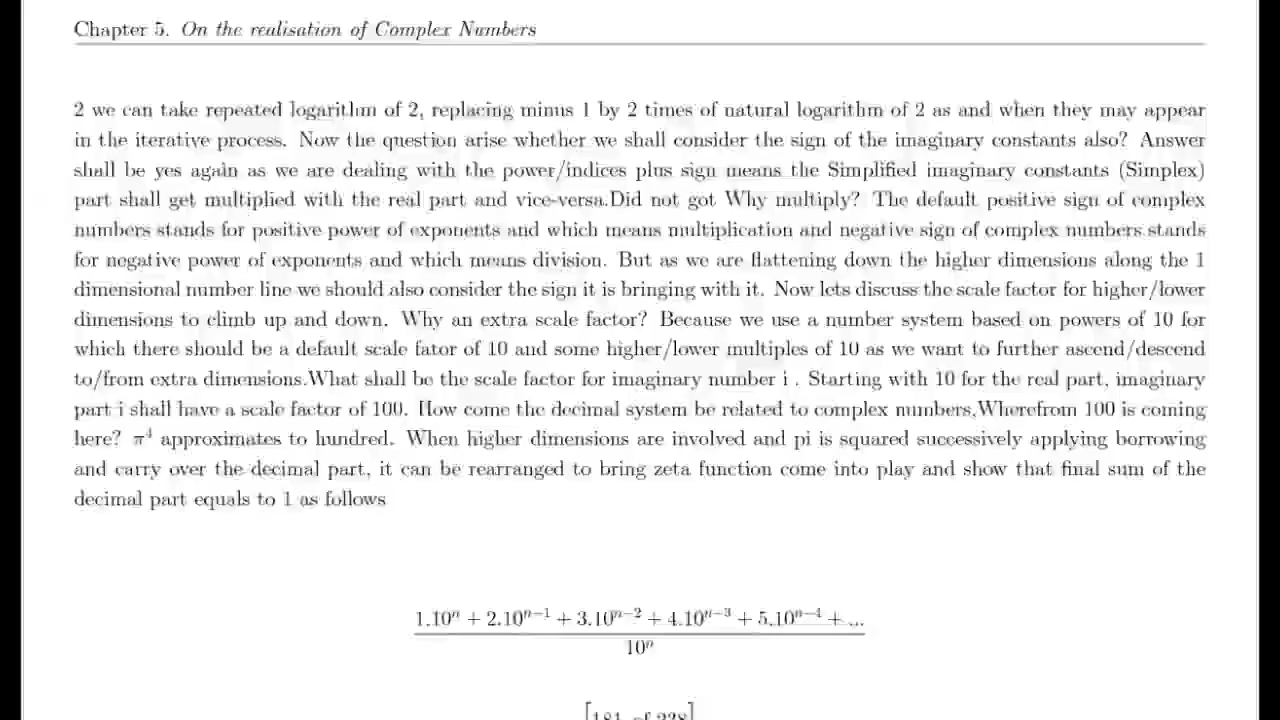 Chapter 5. On the realisation of Complex Numbers
2 we can take repeated logarithm of 2, replacing minus 1 by 2 times of natural logarithm of 2 as and when they may appear
in the iterative process. Now the question arise whether we shall consider the sign of the imaginary constants also? Answer
shall be yes again as we are dealing with the power/indices plus sign means the Simplified imaginary constants (Simplex)
part shall get multiplied with the real part and vice-versa.Did not got Why multiply? The default positive sign of complex
numbers stands for positive power of exponents and which means multiplication and negative sign of complex numbers stands
for negative power of exponents and which means division. But as we are flattening down the higher dimensions along the 1
dimensional number line we should also consider the sign it is bringing with it. Now lets discuss the scale factor for higher/lower
dimensions to climb up and down. Why an extra scale factor? Because we use a number system based on powers of 10 for
which there should be a default scale fator of 10 and some higher/lower multiples of 10 as we want to further ascend/descend
to/from extra dimensions.What shall be the scale factor for imaginary number i . Starting with 10 for the real part, imaginary
part i shall have a scale factor of 100. How come the decimal system be related to complex numbers,Wherefrom 100 is coming
here? π⁴ approximates to hundred. When higher dimensions are involved and pi is squared successively applying borrowing
and carry over the decimal part, it can be rearranged to bring zeta function come into play and show that final sum of the
decimal part equals to 1 as follows
1.10ⁿ + 2.10ⁿ⁻¹ + 3.10ⁿ⁻² + 4.10ⁿ⁻³ + 5.10ⁿ⁻⁴ + ...
10ⁿ
[181 of 228]